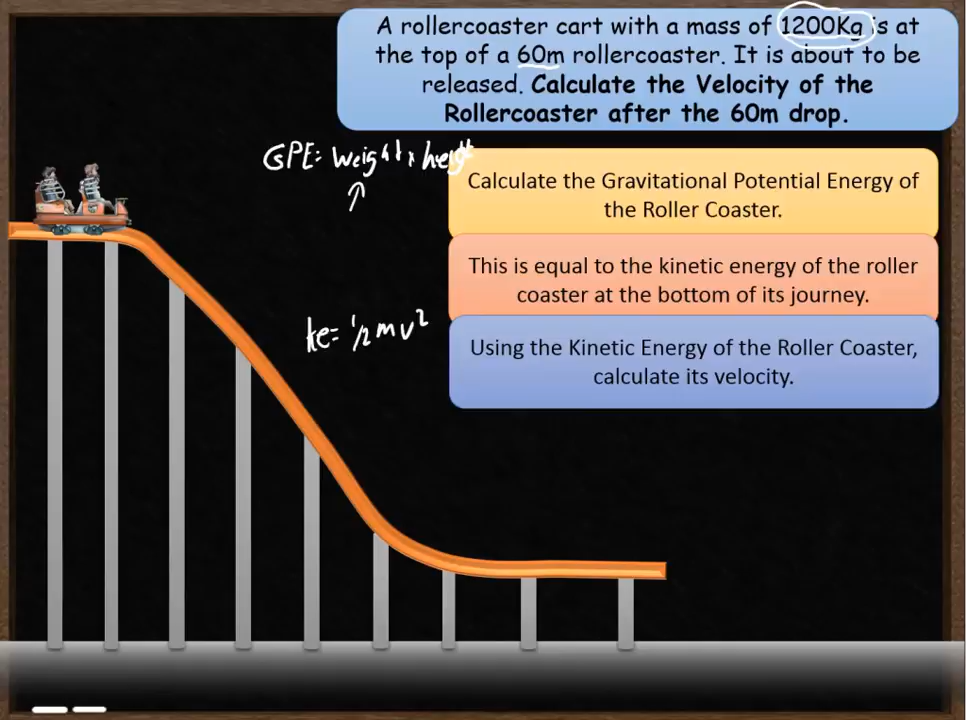 A rollercoaster cart with a mass of 1200Kg is at
the top of a 60m rollercoaster. It is about to be
released. Calculate the Velocity of the
Rollercoaster after the 60m drop.
GPE= weight x height
Calculate the Gravitational Potential Energy of
the Roller Coaster.
This is equal to the kinetic energy of the roller
coaster at the bottom of its journey.
ke= 1/2 m v²
Using the Kinetic Energy of the Roller Coaster,
calculate its velocity.